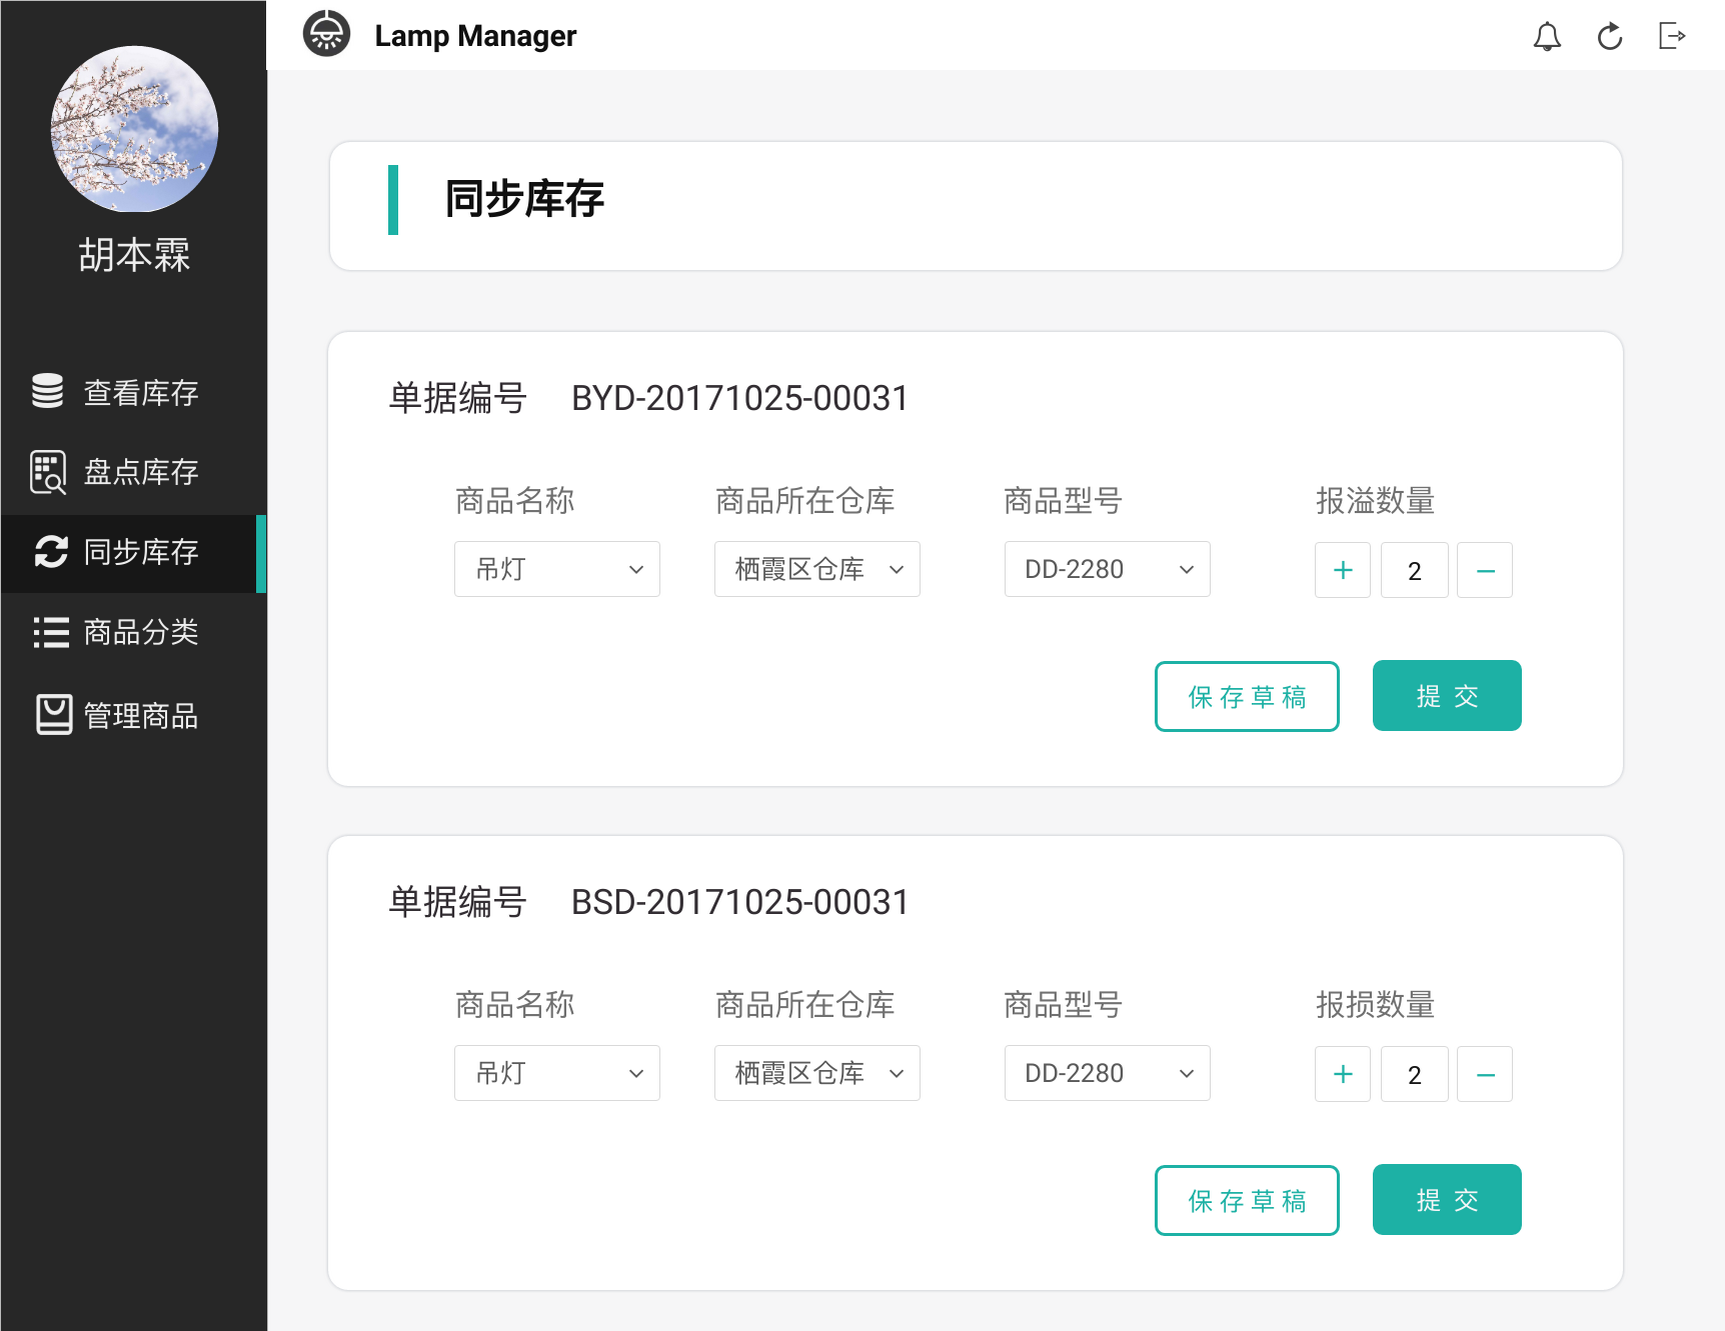 Lamp Manager
胡本霖
查看库存
盘点库存
同步库存
商品分类
管理商品
同步库存
单据编号 BYD-20171025-00031
商品名称 商品所在仓库 商品型号 报溢数量
吊灯 栖霞区仓库 DD-2280 + 2 −
保存草稿 提交
单据编号 BSD-20171025-00031
商品名称 商品所在仓库 商品型号 报损数量
吊灯 栖霞区仓库 DD-2280 + 2 −
保存草稿 提交